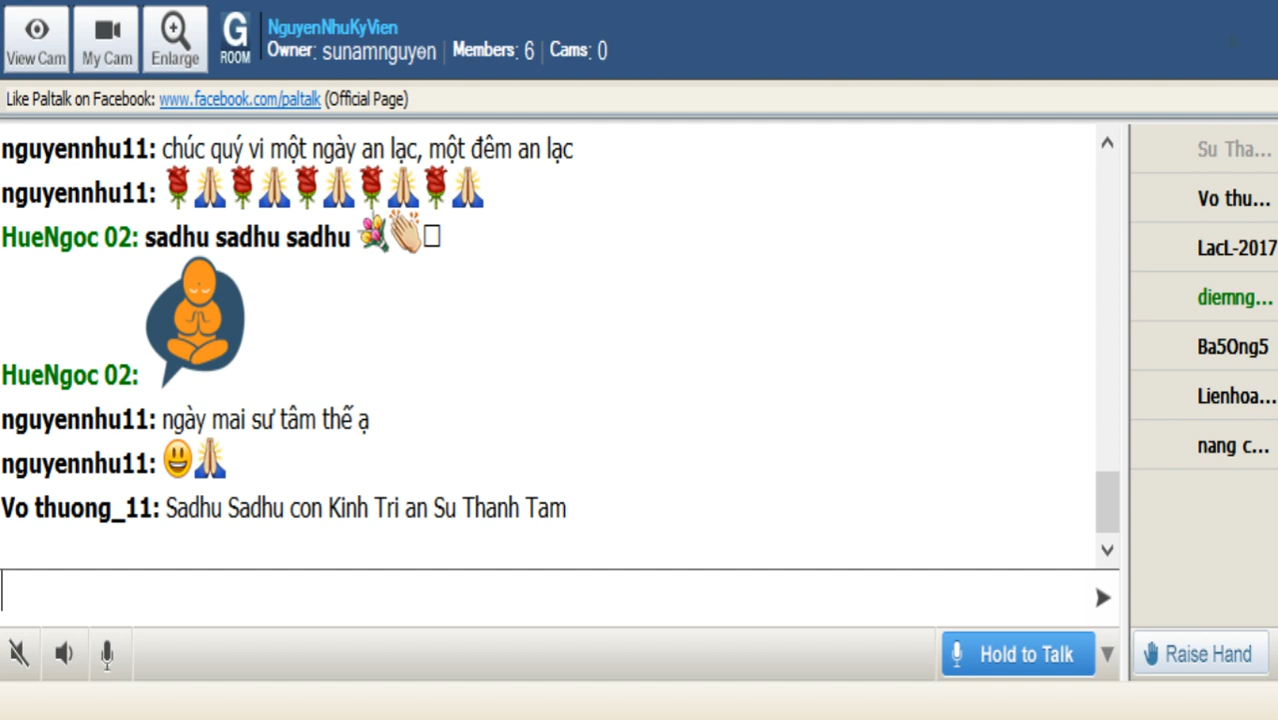 View Cam
My Cam
Enlarge
G
ROOM
NguyenNhuKyVien
Owner: sunamnguyen | Members: 6 | Cams: 0
Like Paltalk on Facebook: www.facebook.com/paltalk (Official Page)
nguyennhu11: chúc quý vi một ngày an lạc, một đêm an lạc
nguyennhu11: 🌹🙏🌹🙏🌹🙏🌹🙏🌹🙏
HueNgoc 02: sadhu sadhu sadhu 💐👏□
HueNgoc 02:
nguyennhu11: ngày mai sư tâm thế ạ
nguyennhu11: 😃🙏
Vo thuong_11: Sadhu Sadhu con Kinh Tri an Su Thanh Tam
Su Tha...
Vo thu...
LacL-2017
diemng...
Ba5Ong5
Lienhoa...
nang c...
Hold to Talk
Raise Hand